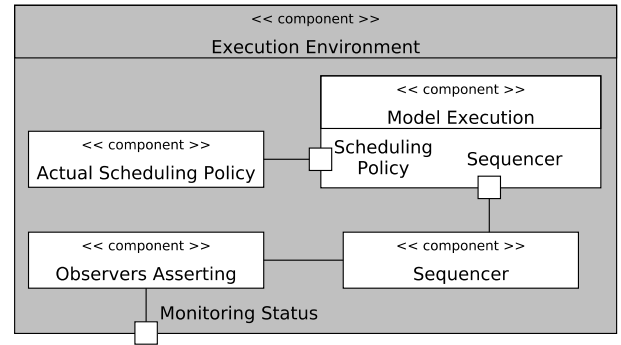 << component >>
Execution Environment
<< component >>
Model Execution
Scheduling
Policy
Sequencer
<< component >>
Actual Scheduling Policy
<< component >>
Observers Asserting
<< component >>
Sequencer
Monitoring Status